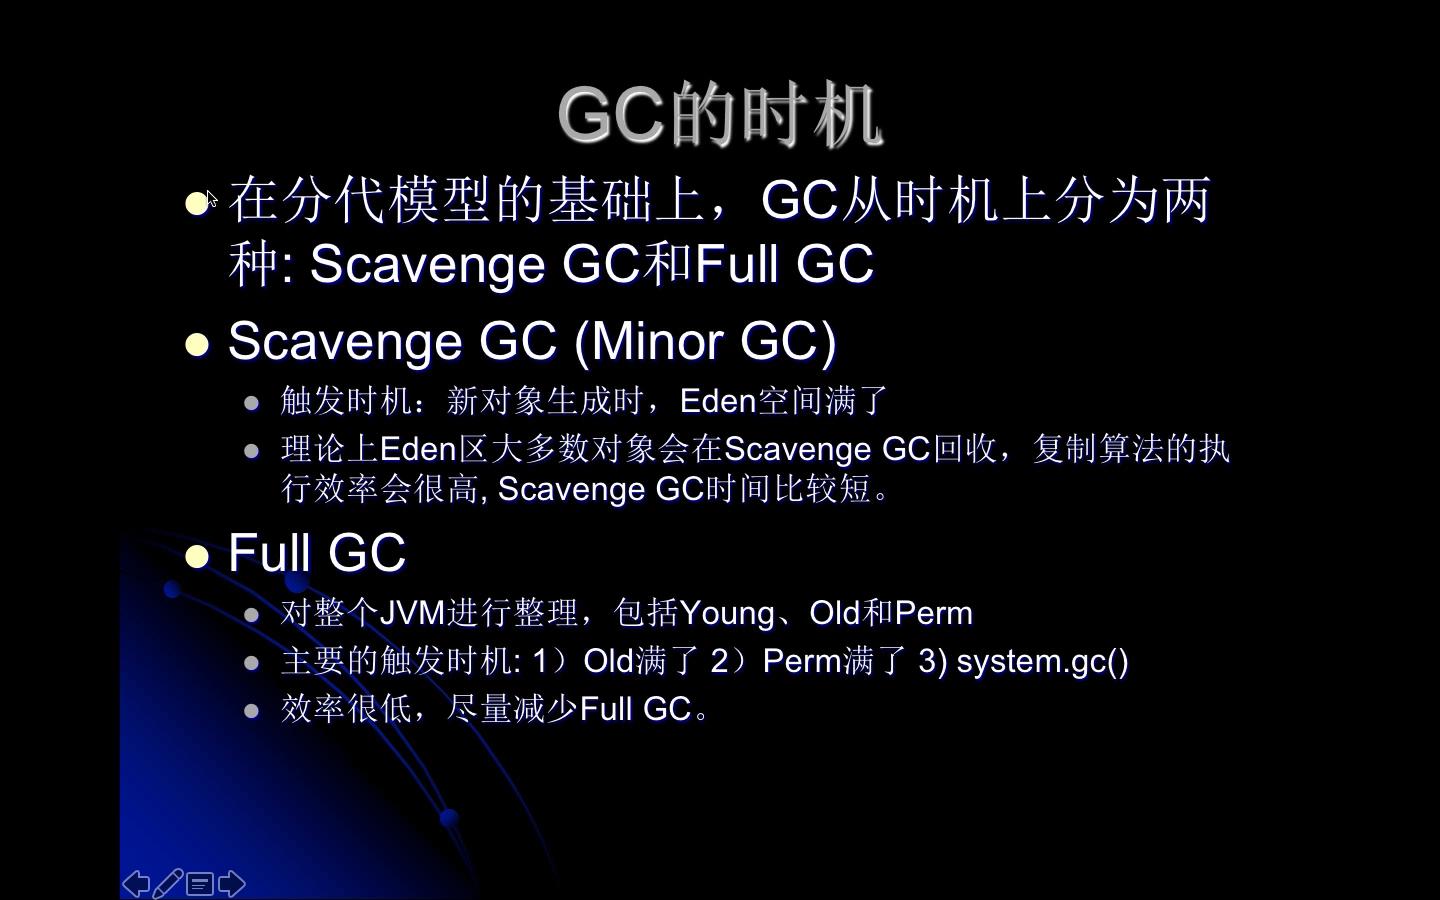 GC的时机
在分代模型的基础上，GC从时机上分为两
种: Scavenge GC和Full GC
Scavenge GC (Minor GC)
触发时机：新对象生成时，Eden空间满了
理论上Eden区大多数对象会在Scavenge GC回收，复制算法的执
行效率会很高, Scavenge GC时间比较短。
Full GC
对整个JVM进行整理，包括Young、Old和Perm
主要的触发时机: 1）Old满了 2）Perm满了 3) system.gc()
效率很低，尽量减少Full GC。